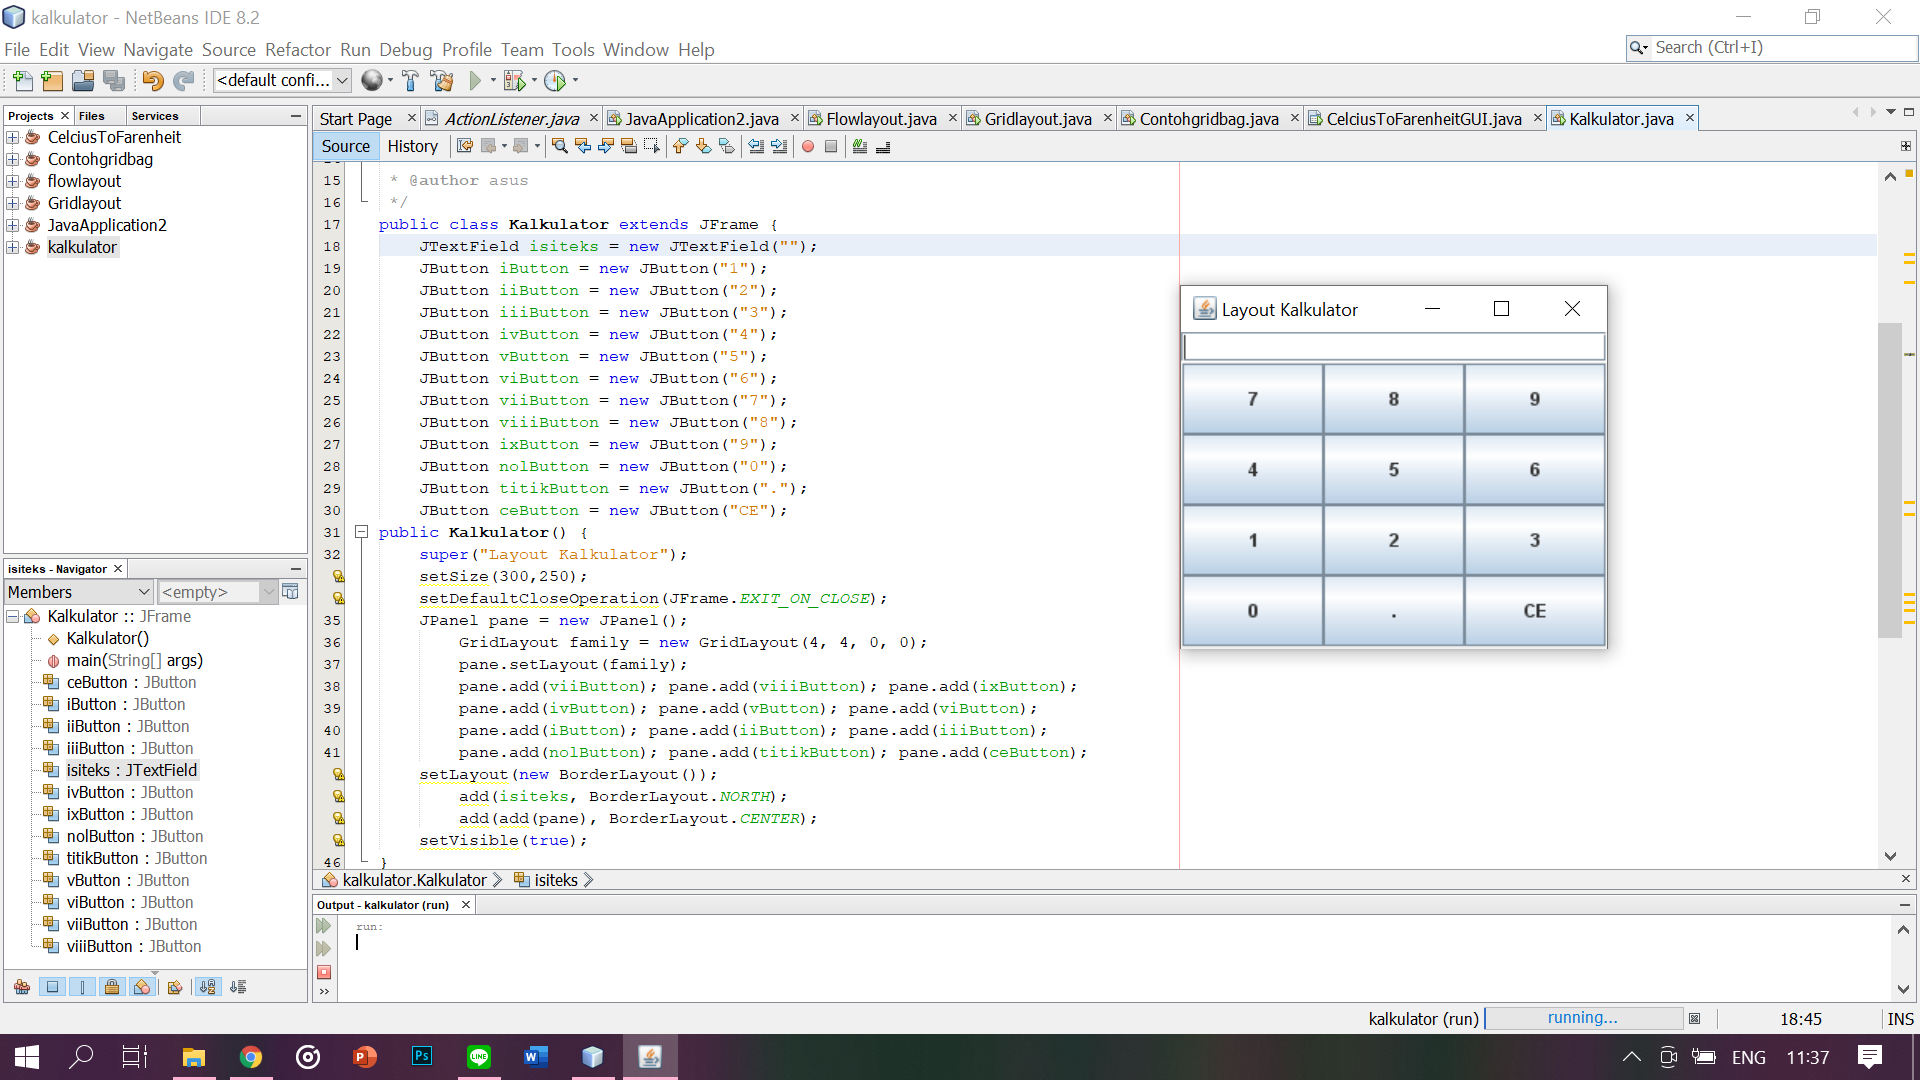 kalkulator - NetBeans IDE 8.2
File Edit View Navigate Source Refactor Run Debug Profile Team Tools Window Help
Search (Ctrl+I)
<default confi...
Projects Files Services
CelciusToFarenheit
Contohgridbag
flowlayout
Gridlayout
JavaApplication2
kalkulator
Start Page ActionListener.java JavaApplication2.java Flowlayout.java Gridlayout.java Contohgridbag.java CelciusToFarenheitGUI.java Kalkulator.java
Source History
15 * @author asus
16 */
17 public class Kalkulator extends JFrame {
18 JTextField isiteks = new JTextField("");
19 JButton iButton = new JButton("1");
20 JButton iiButton = new JButton("2");
21 JButton iiiButton = new JButton("3");
22 JButton ivButton = new JButton("4");
23 JButton vButton = new JButton("5");
24 JButton viButton = new JButton("6");
25 JButton viiButton = new JButton("7");
26 JButton viiiButton = new JButton("8");
27 JButton ixButton = new JButton("9");
28 JButton nolButton = new JButton("0");
29 JButton titikButton = new JButton(".");
30 JButton ceButton = new JButton("CE");
31 public Kalkulator() {
32 super("Layout Kalkulator");
setSize(300,250);
setDefaultCloseOperation(JFrame.EXIT_ON_CLOSE);
35 JPanel pane = new JPanel();
36 GridLayout family = new GridLayout(4, 4, 0, 0);
37 pane.setLayout(family);
38 pane.add(viiButton); pane.add(viiiButton); pane.add(ixButton);
39 pane.add(ivButton); pane.add(vButton); pane.add(viButton);
40 pane.add(iButton); pane.add(iiButton); pane.add(iiiButton);
41 pane.add(nolButton); pane.add(titikButton); pane.add(ceButton);
setLayout(new BorderLayout());
add(isiteks, BorderLayout.NORTH);
add(add(pane), BorderLayout.CENTER);
setVisible(true);
46 }
Layout Kalkulator
7 8 9
4 5 6
1 2 3
0 . CE
isiteks - Navigator
Members <empty>
Kalkulator :: JFrame
Kalkulator()
main(String[] args)
ceButton : JButton
iButton : JButton
iiButton : JButton
iiiButton : JButton
isiteks : JTextField
ivButton : JButton
ixButton : JButton
nolButton : JButton
titikButton : JButton
vButton : JButton
viButton : JButton
viiButton : JButton
viiiButton : JButton
kalkulator.Kalkulator isiteks
Output - kalkulator (run)
run:
kalkulator (run) running... 18:45 INS
ENG 11:37